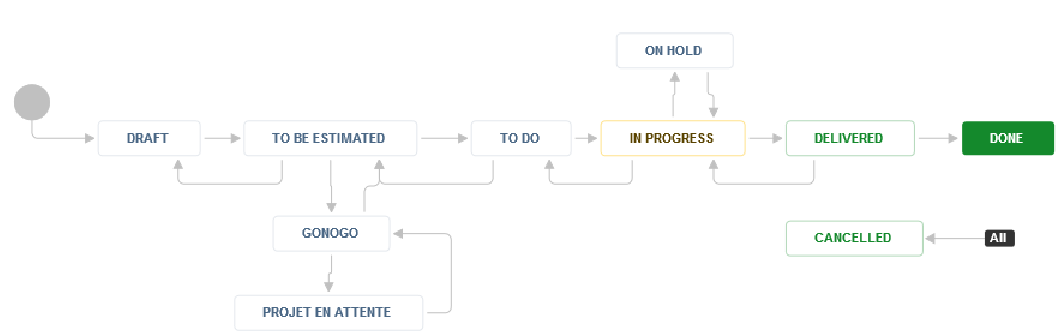 ON HOLD
DRAFT
TO BE ESTIMATED
TO DO
IN PROGRESS
DELIVERED
DONE
GONOGO
CANCELLED
All
PROJET EN ATTENTE